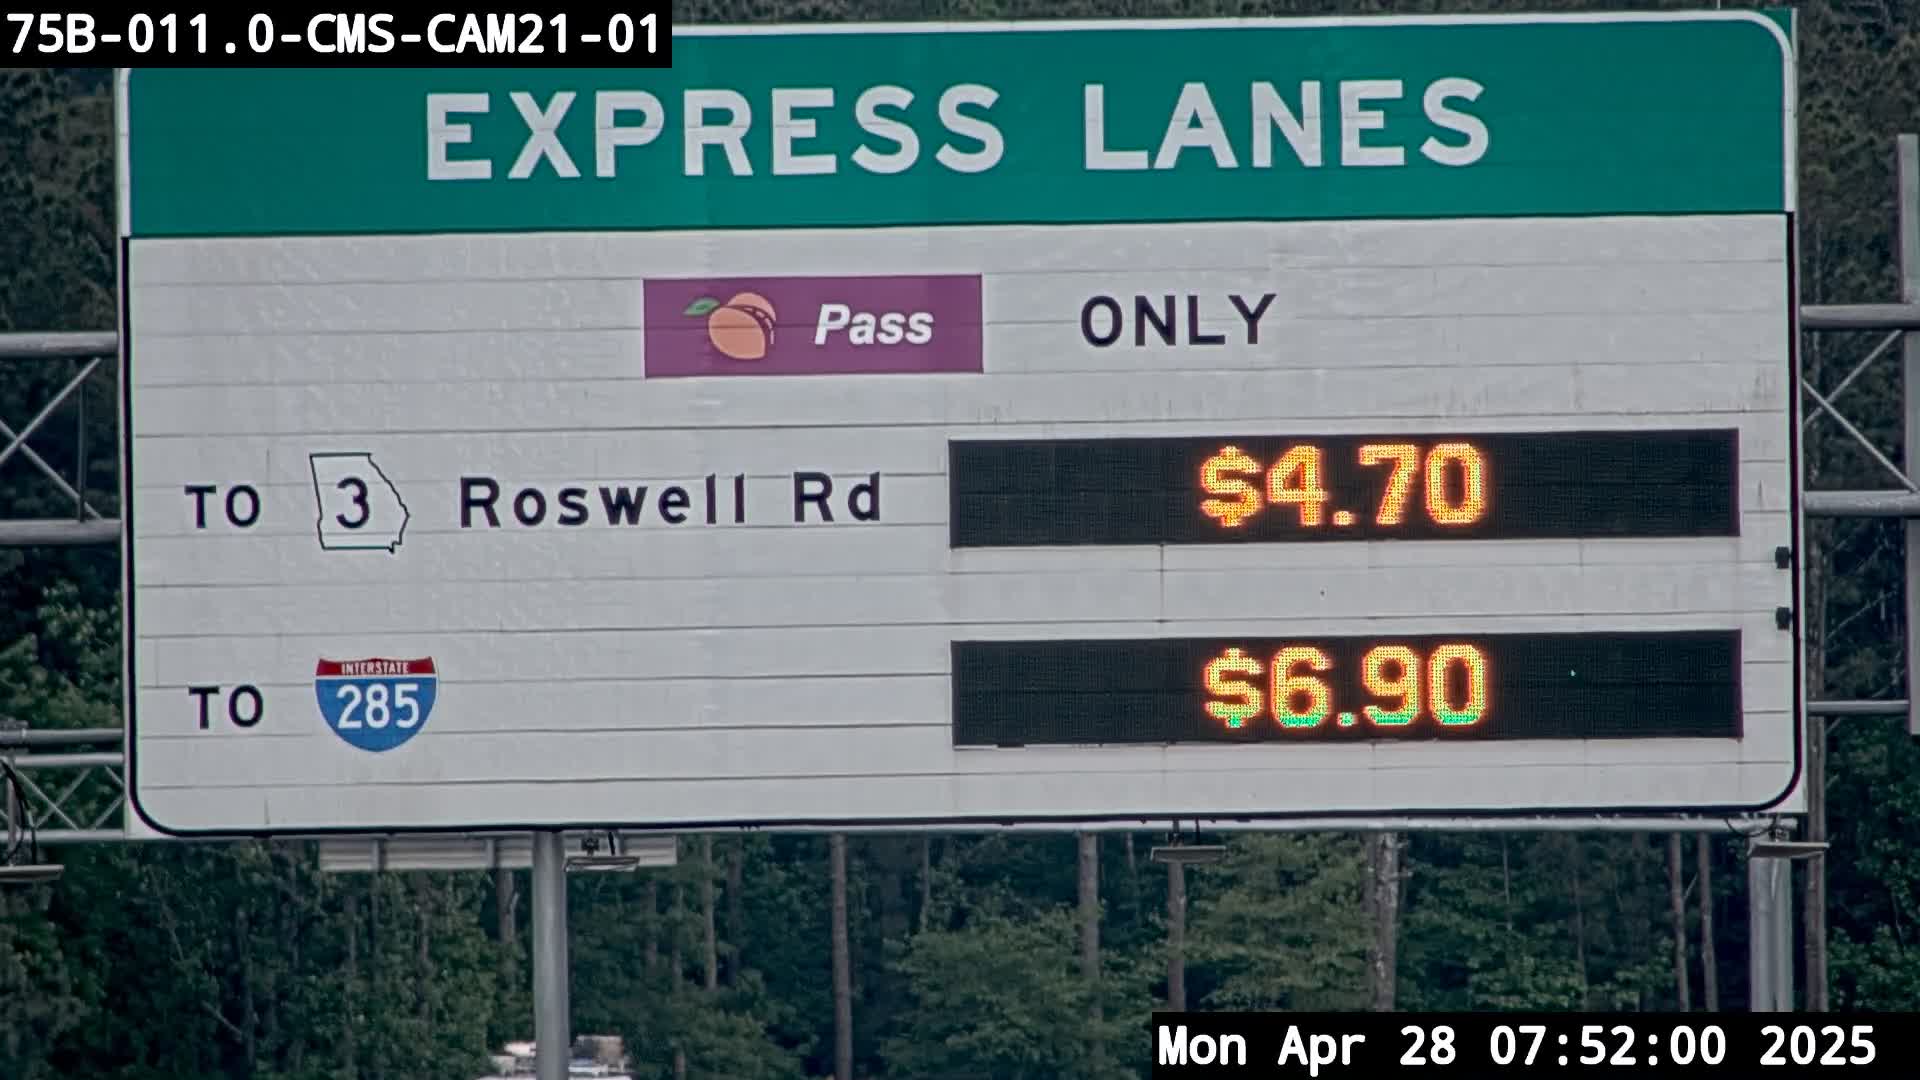 75B-011.0-CMS-CAM21-01
EXPRESS LANES
Pass ONLY
TO 3 Roswell Rd $4.70
INTERSTATE
TO 285 $6.90
Mon Apr 28 07:52:00 2025